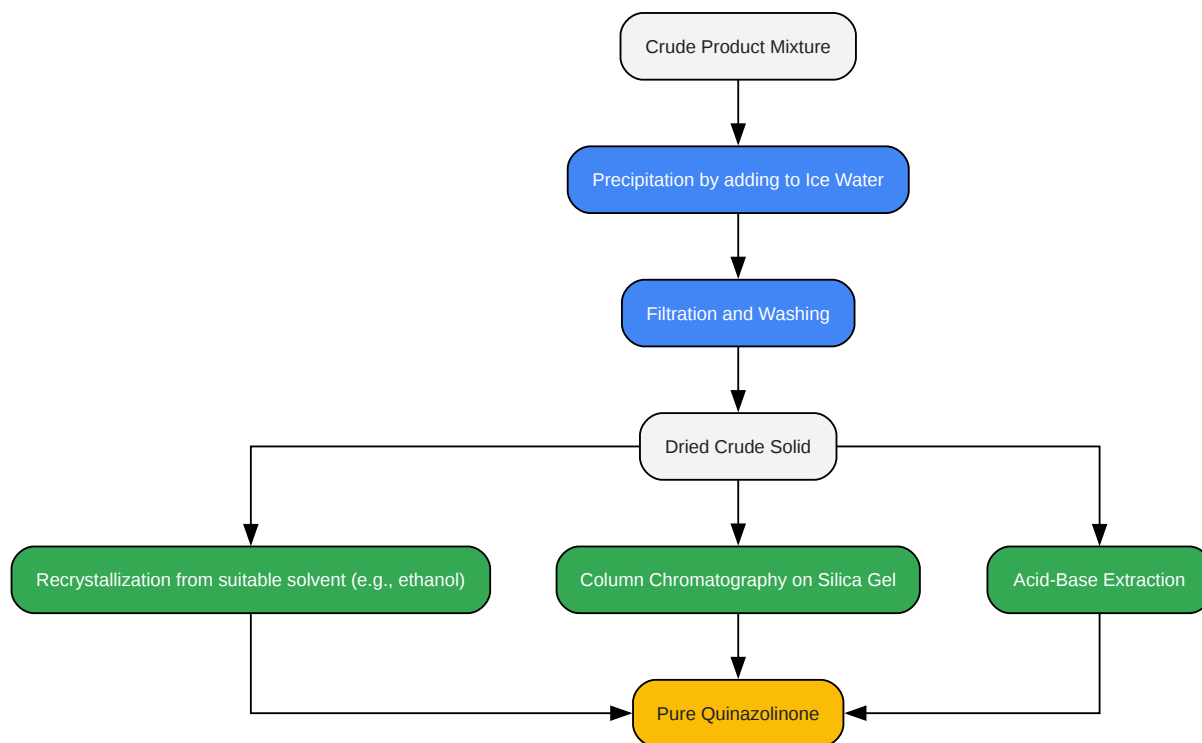 Crude Product Mixture
Precipitation by adding to Ice Water
Filtration and Washing
Dried Crude Solid
Recrystallization from suitable solvent (e.g., ethanol)
Column Chromatography on Silica Gel
Acid-Base Extraction
Pure Quinazolinone